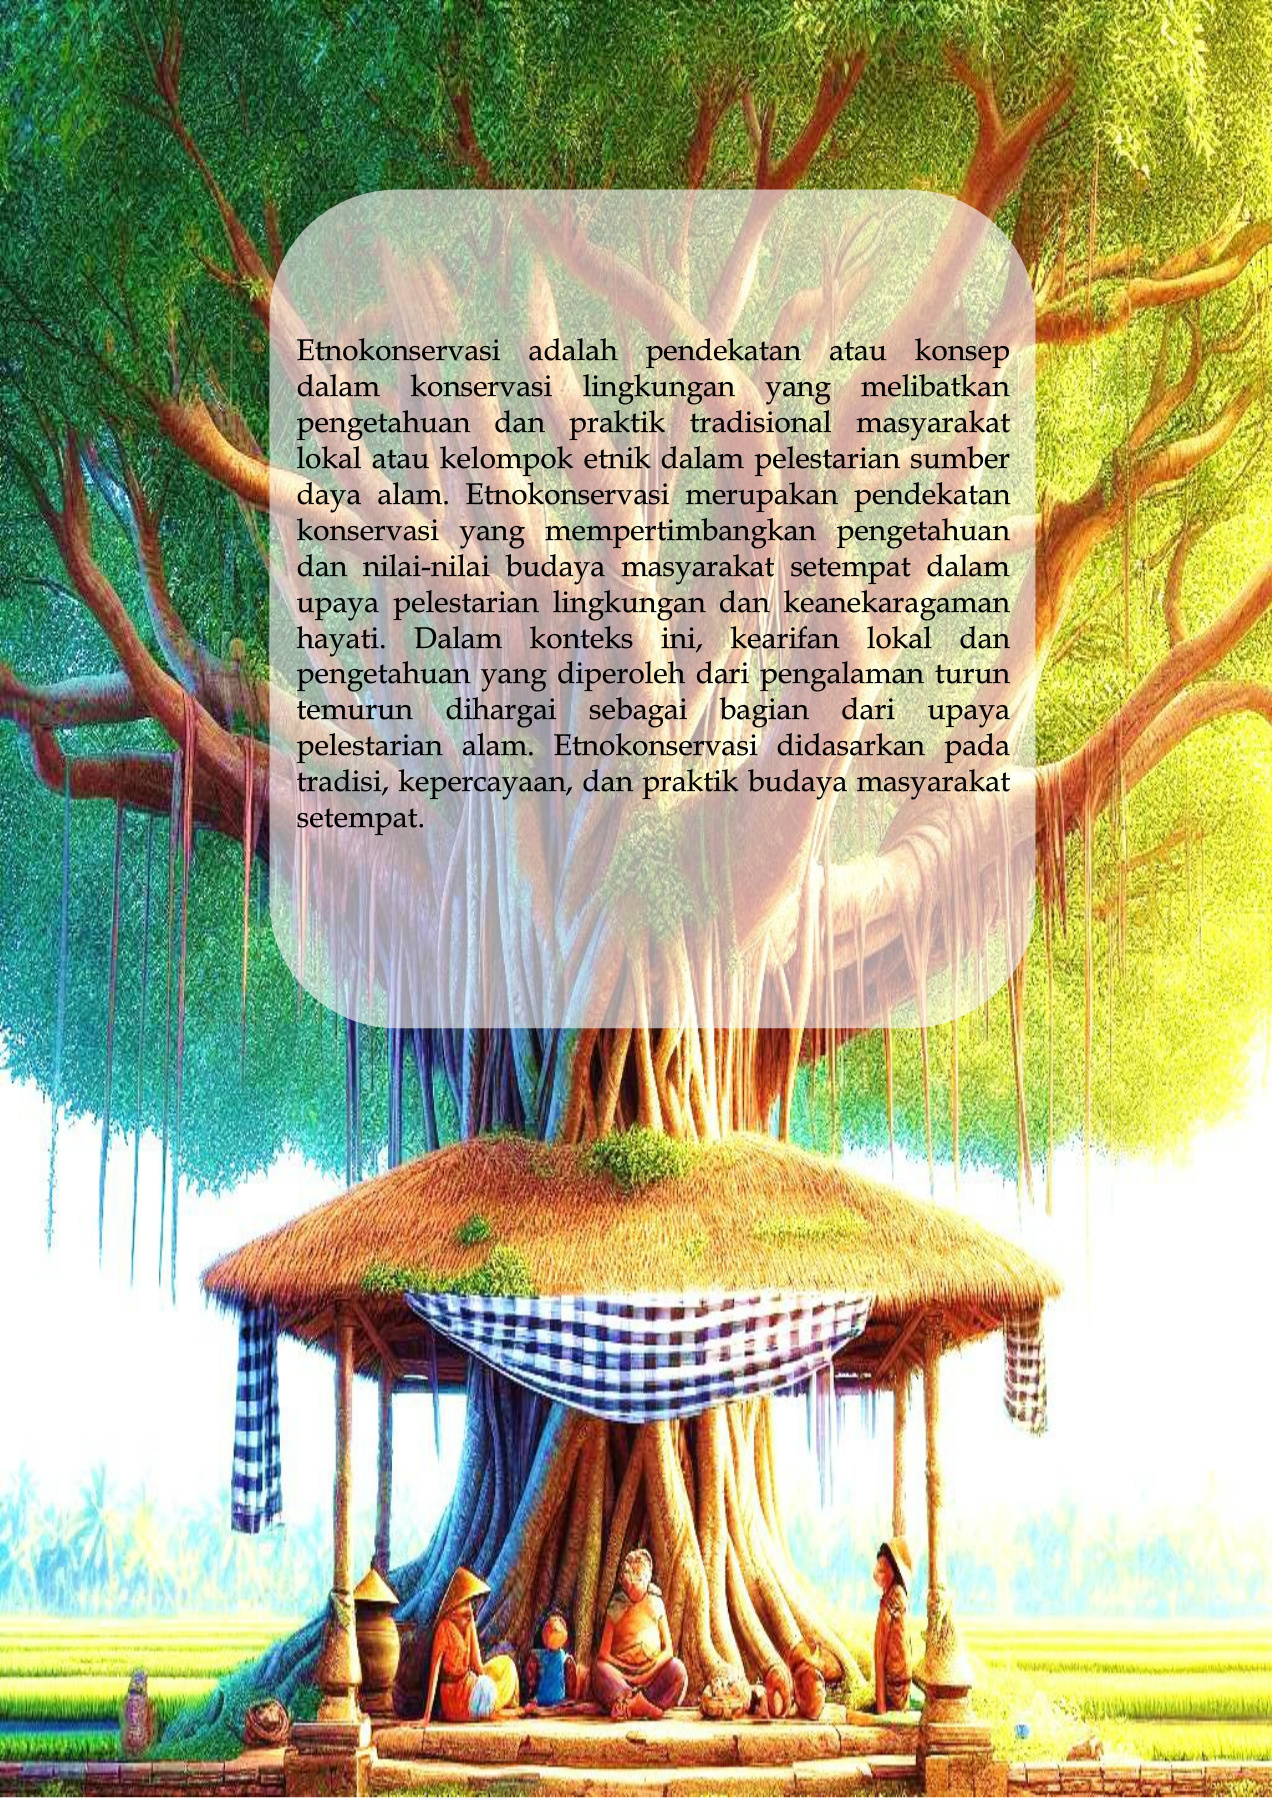 Etnokonservasi adalah pendekatan atau konsep
dalam konservasi lingkungan yang melibatkan
pengetahuan dan praktik tradisional masyarakat
lokal atau kelompok etnik dalam pelestarian sumber
daya alam. Etnokonservasi merupakan pendekatan
konservasi yang mempertimbangkan pengetahuan
dan nilai-nilai budaya masyarakat setempat dalam
upaya pelestarian lingkungan dan keanekaragaman
hayati. Dalam konteks ini, kearifan lokal dan
pengetahuan yang diperoleh dari pengalaman turun
temurun dihargai sebagai bagian dari upaya
pelestarian alam. Etnokonservasi didasarkan pada
tradisi, kepercayaan, dan praktik budaya masyarakat
setempat.